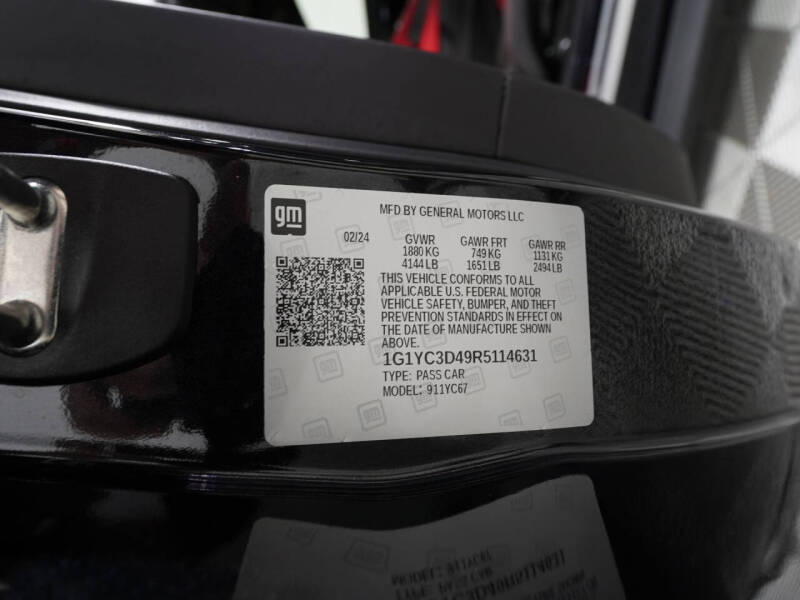 gm
MFD BY GENERAL MOTORS LLC
02/24 GVWR GAWR FRT GAWR RR
1880 KG 749 KG 1131 KG
4144 LB 1651 LB 2494 LB
THIS VEHICLE CONFORMS TO ALL
APPLICABLE U.S. FEDERAL MOTOR
VEHICLE SAFETY, BUMPER, AND THEFT
PREVENTION STANDARDS IN EFFECT ON
THE DATE OF MANUFACTURE SHOWN
ABOVE.
1G1YC3D49R5114631
TYPE: PASS CAR
MODEL: 911YC67